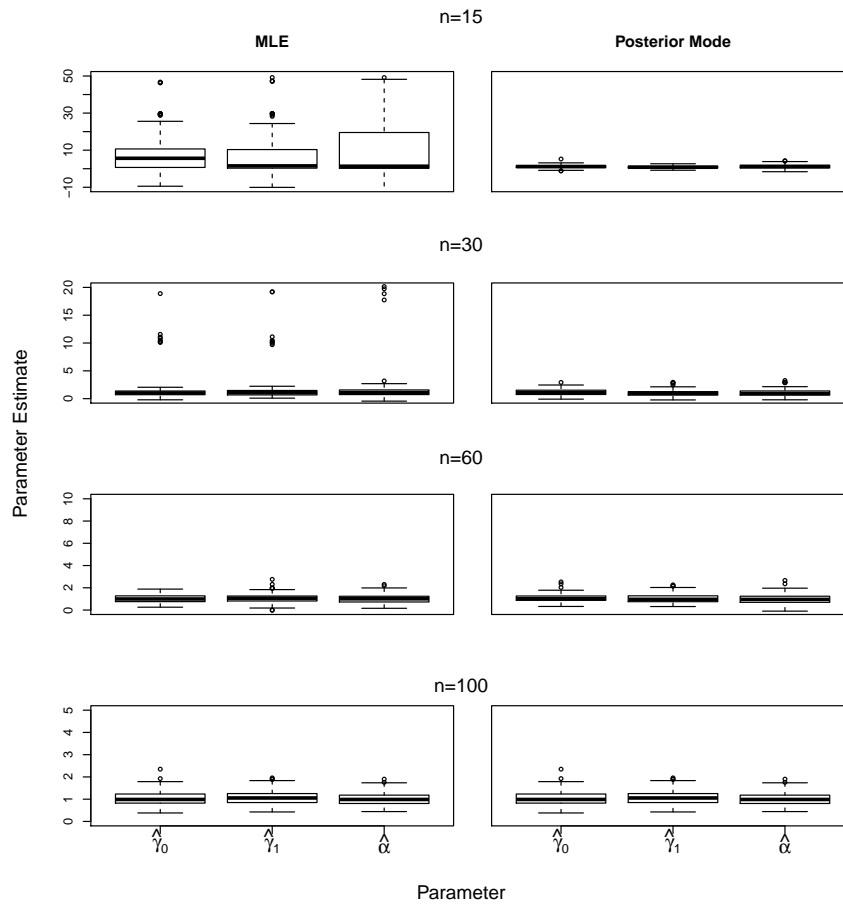 n=15
MLE
Posterior Mode
50
30
10
−10
n=30
20
15
10
5
0
Parameter Estimate
n=60
10
8
6
4
2
0
n=100
5
4
3
2
1
0
γ̂₀
γ̂₁
α̂
γ̂₀
γ̂₁
α̂
Parameter